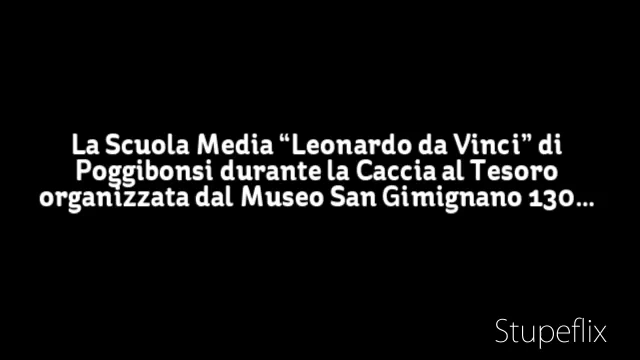 La Scuola Media “Leonardo da Vinci” di
Poggibonsi durante la Caccia al Tesoro
organizzata dal Museo San Gimignano 130...
Stupeflix